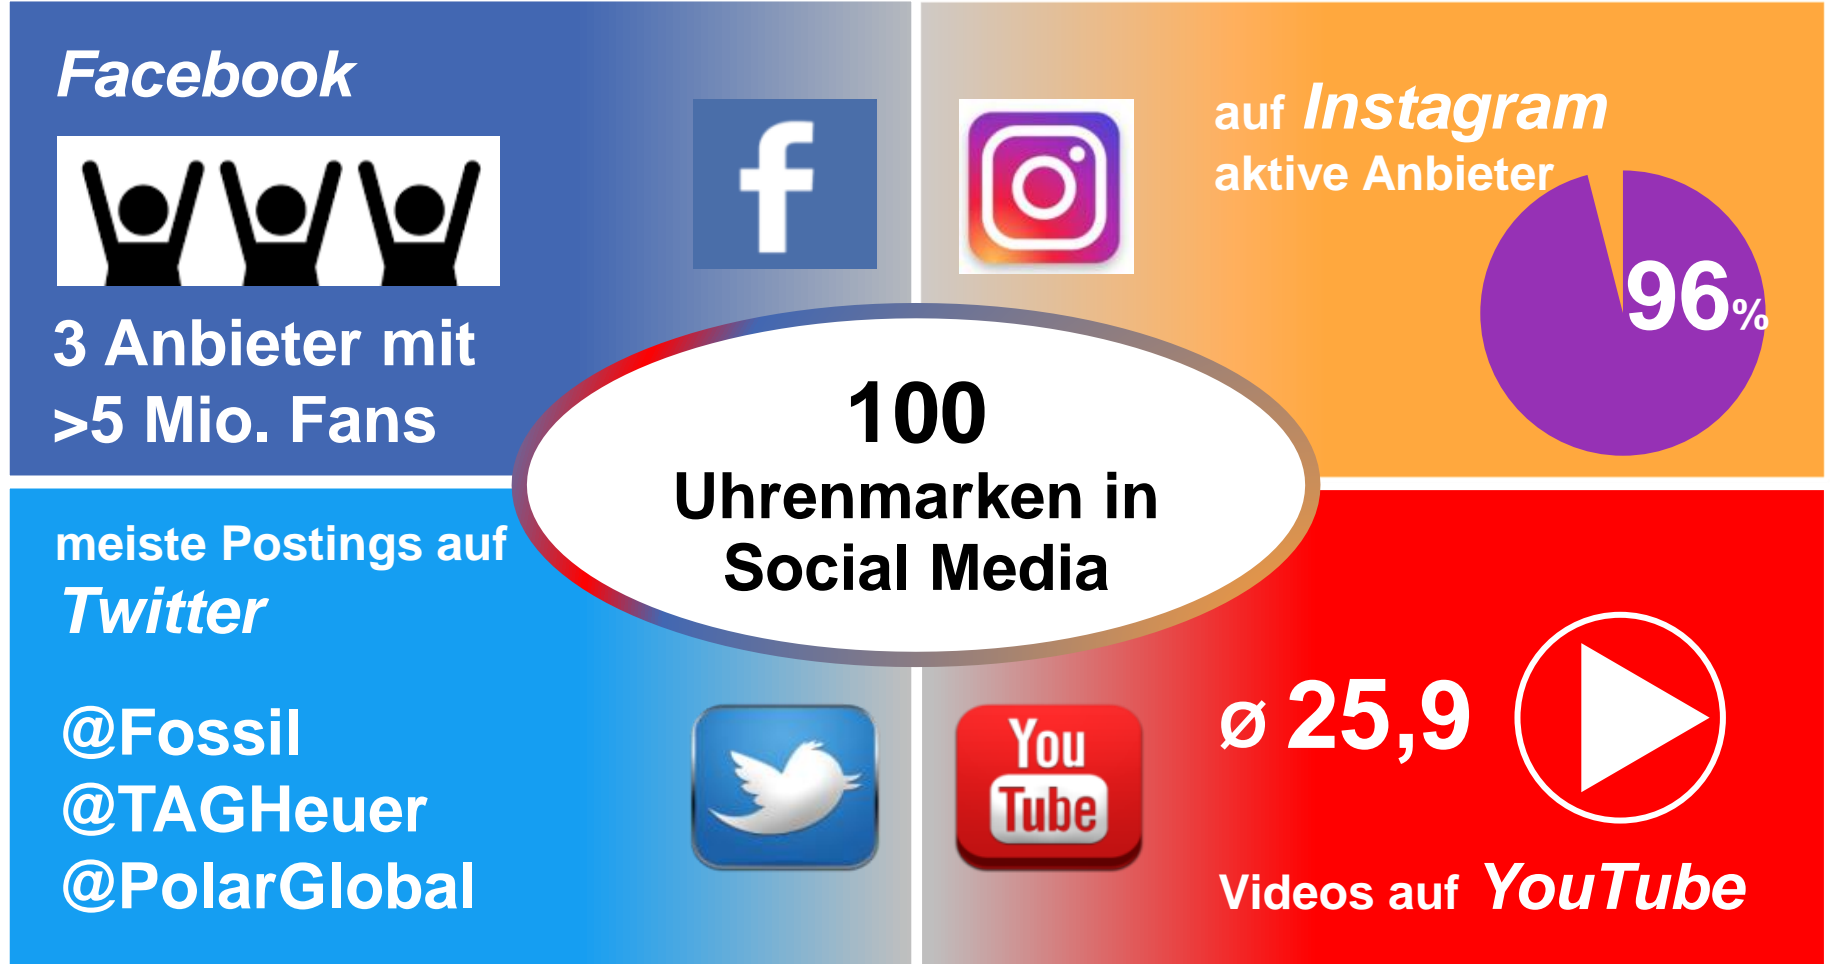 Facebook
3 Anbieter mit
>5 Mio. Fans
f
auf Instagram
aktive Anbieter
96%
100
Uhrenmarken in
Social Media
meiste Postings auf
Twitter
@Fossil
@TAGHeuer
@PolarGlobal
You
Tube
Ø 25,9
Videos auf YouTube